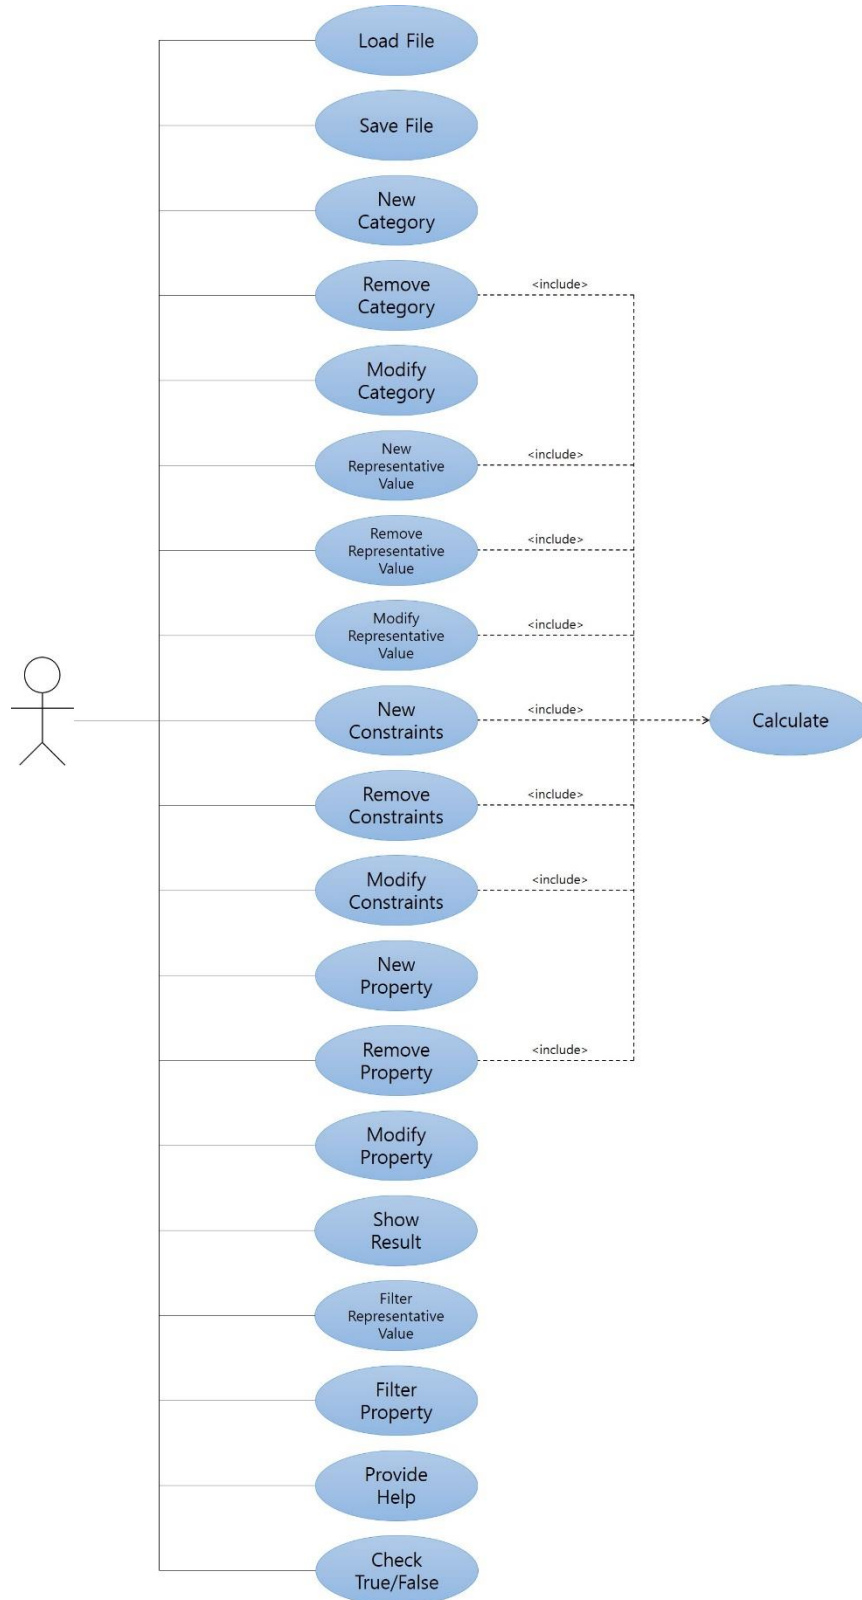 Load File
Save File
New
Category
Remove
Category
<include>
Modify
Category
New
Representative
Value
<include>
Remove
Representative
Value
<include>
Modify
Representative
Value
<include>
New
Constraints
<include>
Calculate
Remove
Constraints
<include>
Modify
Constraints
<include>
New
Property
Remove
Property
<include>
Modify
Property
Show
Result
Filter
Representative
Value
Filter
Property
Provide
Help
Check
True/False